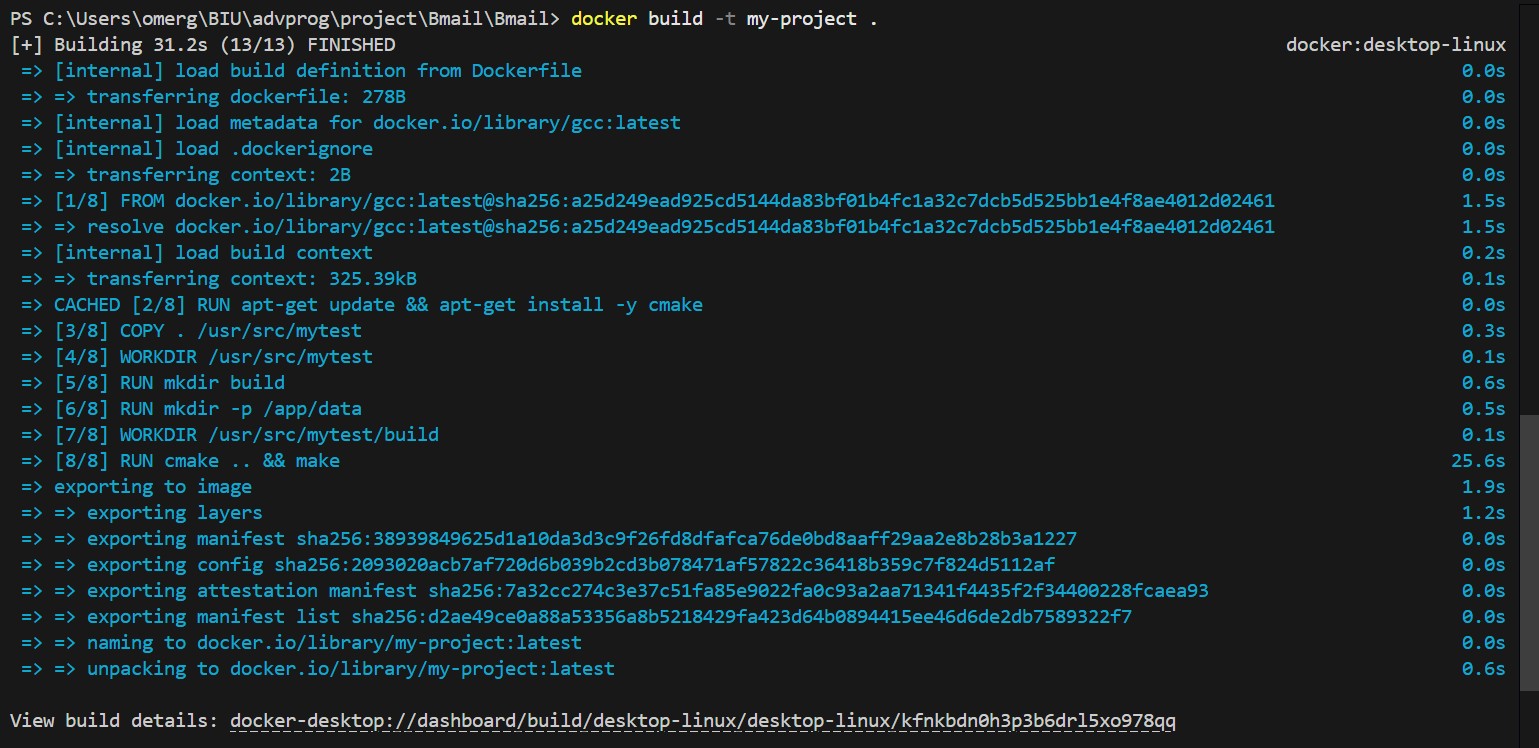 PS C:\Users\omerg\BIU\advprog\project\Bmail\Bmail> docker build -t my-project .
[+] Building 31.2s (13/13) FINISHED docker:desktop-linux
=> [internal] load build definition from Dockerfile 0.0s
=> => transferring dockerfile: 278B 0.0s
=> [internal] load metadata for docker.io/library/gcc:latest 0.0s
=> [internal] load .dockerignore 0.0s
=> => transferring context: 2B 0.0s
=> [1/8] FROM docker.io/library/gcc:latest@sha256:a25d249ead925cd5144da83bf01b4fc1a32c7dcb5d525bb1e4f8ae4012d02461 1.5s
=> => resolve docker.io/library/gcc:latest@sha256:a25d249ead925cd5144da83bf01b4fc1a32c7dcb5d525bb1e4f8ae4012d02461 1.5s
=> [internal] load build context 0.2s
=> => transferring context: 325.39kB 0.1s
=> CACHED [2/8] RUN apt-get update && apt-get install -y cmake 0.0s
=> [3/8] COPY . /usr/src/mytest 0.3s
=> [4/8] WORKDIR /usr/src/mytest 0.1s
=> [5/8] RUN mkdir build 0.6s
=> [6/8] RUN mkdir -p /app/data 0.5s
=> [7/8] WORKDIR /usr/src/mytest/build 0.1s
=> [8/8] RUN cmake .. && make 25.6s
=> exporting to image 1.9s
=> => exporting layers 1.2s
=> => exporting manifest sha256:38939849625d1a10da3d3c9f26fd8dfafca76de0bd8aaff29aa2e8b28b3a1227 0.0s
=> => exporting config sha256:2093020acb7af720d6b039b2cd3b078471af57822c36418b359c7f824d5112af 0.0s
=> => exporting attestation manifest sha256:7a32cc274c3e37c51fa85e9022fa0c93a2aa71341f4435f2f34400228fcaea93 0.0s
=> => exporting manifest list sha256:d2ae49ce0a88a53356a8b5218429fa423d64b0894415ee46d6de2db7589322f7 0.0s
=> => naming to docker.io/library/my-project:latest 0.0s
=> => unpacking to docker.io/library/my-project:latest 0.6s
View build details: docker-desktop://dashboard/build/desktop-linux/desktop-linux/kfnkbdn0h3p3b6drl5xo978qq